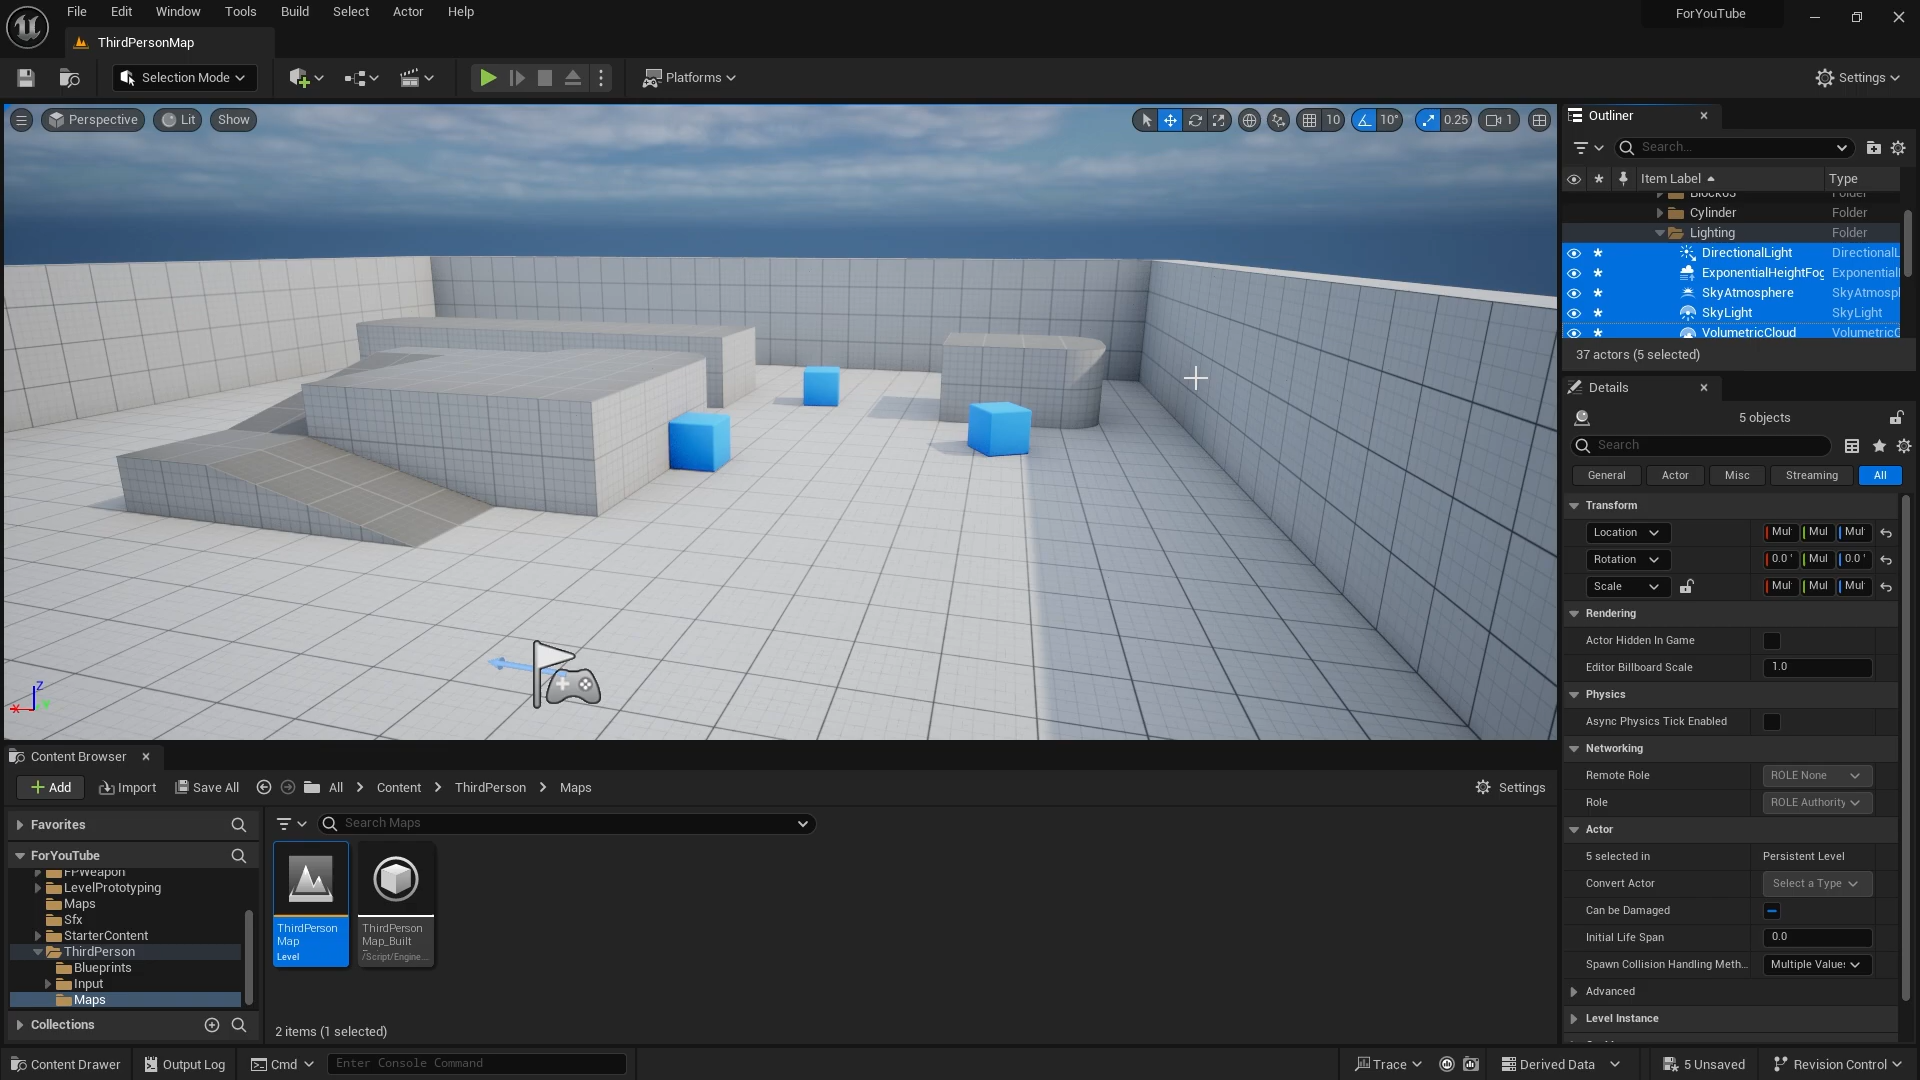 File Edit Window Tools Build Select Actor Help
ForYouTube
ThirdPersonMap
Selection Mode
Platforms
Settings
Perspective Lit Show
10 10° 0.25 1
Outliner
Search...
Item Label Type
Block03 Folder
Cylinder Folder
Lighting Folder
DirectionalLight DirectionalL
ExponentialHeightFog Exponential
SkyAtmosphere SkyAtmosph
SkyLight SkyLight
VolumetricCloud VolumetricC
37 actors (5 selected)
Details
5 objects
Search
General Actor Misc Streaming All
Transform
Location Mul Mul Mul
Rotation 0.0 ° Mul 0.0 °
Scale Mul Mul Mul
Rendering
Actor Hidden In Game
Editor Billboard Scale 1.0
Physics
Async Physics Tick Enabled
Networking
Remote Role ROLE None
Role ROLE Authority
Actor
5 selected in Persistent Level
Convert Actor Select a Type
Can be Damaged
Initial Life Span 0.0
Spawn Collision Handling Meth... Multiple Values
Advanced
Level Instance
Z
X
Y
Content Browser
Add Import Save All All Content ThirdPerson Maps Settings
Favorites
ForYouTube
FPWeapon
LevelPrototyping
Maps
Sfx
StarterContent
ThirdPerson
Blueprints
Input
Maps
Collections
Search Maps
ThirdPerson
Map
Level
ThirdPerson
Map_Built
/Script/Engine....
2 items (1 selected)
Content Drawer Output Log Cmd Enter Console Command
Trace Derived Data 5 Unsaved Revision Control